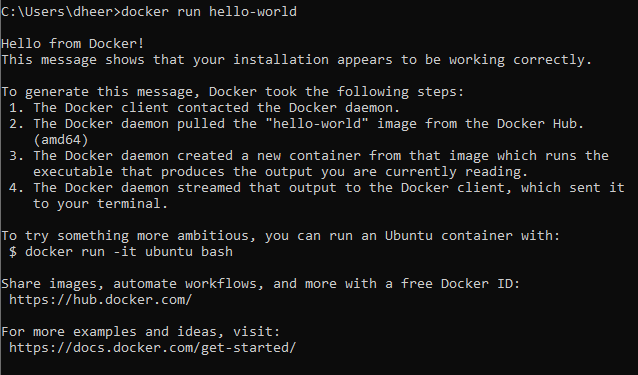 C:\Users\dheer>docker run hello-world
Hello from Docker!
This message shows that your installation appears to be working correctly.
To generate this message, Docker took the following steps:
1. The Docker client contacted the Docker daemon.
2. The Docker daemon pulled the "hello-world" image from the Docker Hub.
(amd64)
3. The Docker daemon created a new container from that image which runs the
executable that produces the output you are currently reading.
4. The Docker daemon streamed that output to the Docker client, which sent it
to your terminal.
To try something more ambitious, you can run an Ubuntu container with:
$ docker run -it ubuntu bash
Share images, automate workflows, and more with a free Docker ID:
https://hub.docker.com/
For more examples and ideas, visit:
https://docs.docker.com/get-started/